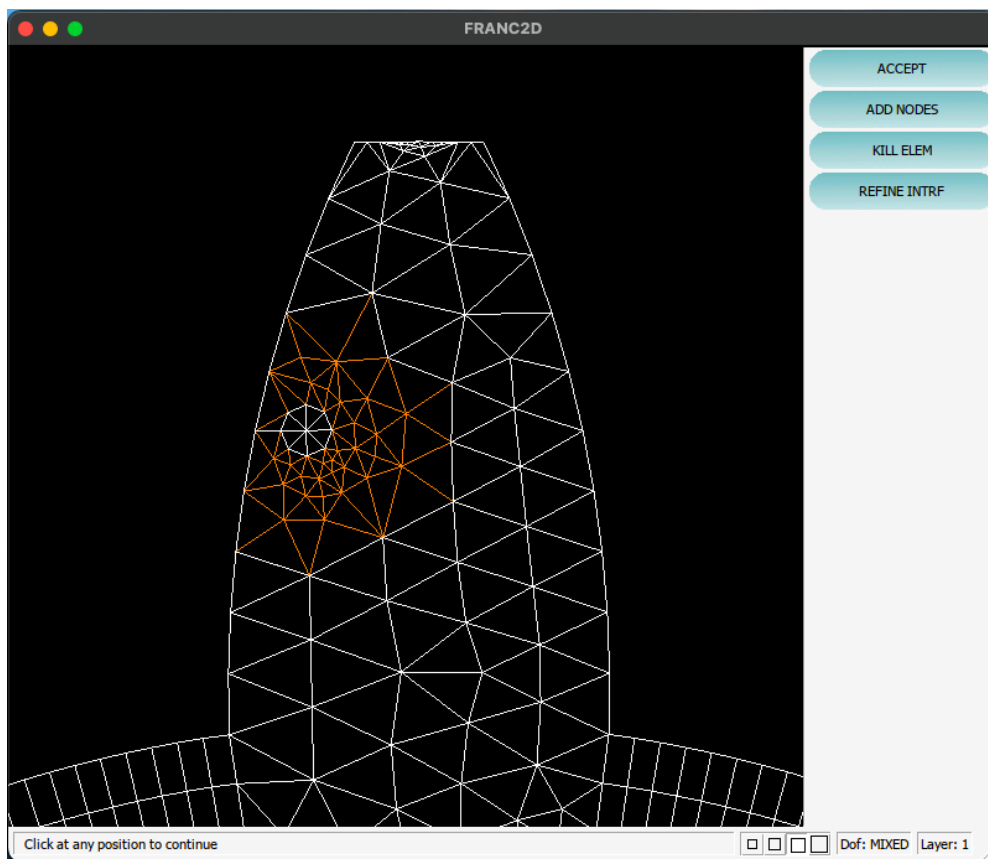 FRANC2D
ACCEPT
ADD NODES
KILL ELEM
REFINE INTRF
Click at any position to continue
Dof: MIXED
Layer: 1